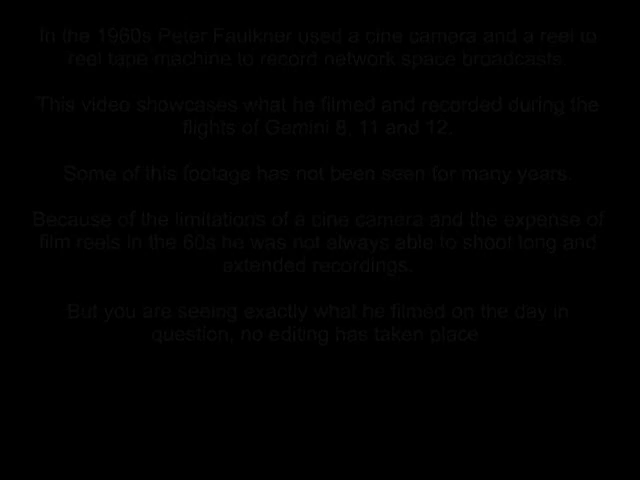 In the 1960s Peter Faulkner used a cine camera and a reel to
reel tape machine to record network space broadcasts
This video showcases what he filmed and recorded during the
flights of Gemini 8, 11 and 12.
Some of this footage has not been seen for many years.
Because of the limitations of a cine camera and the expense of
film reels in the 60s he was not always able to shoot long and
extended recordings.
But you are seeing exactly what he filmed on the day in
question, no editing has taken place